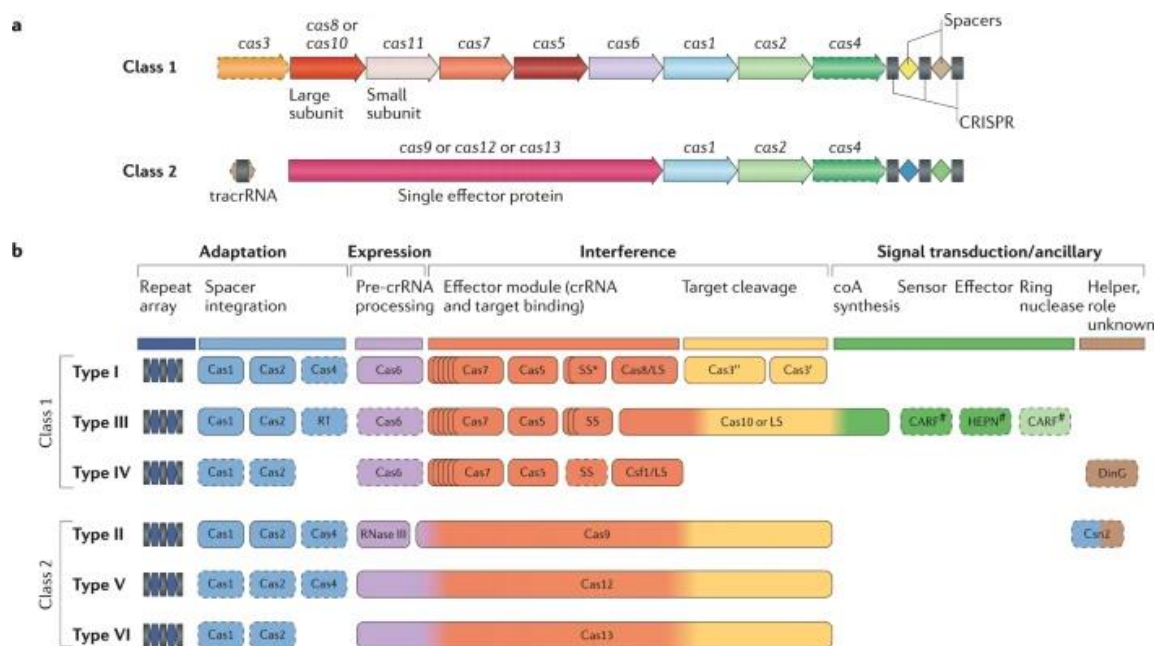 a
Class 1
cas3
cas8 or
cas10
cas11
cas7
cas5
cas6
cas1
cas2
cas4
Spacers
Large
subunit
Small
subunit
CRISPR
Class 2
tracrRNA
cas9 or cas12 or cas13
Single effector protein
cas1
cas2
cas4
b
Adaptation
Expression
Interference
Signal transduction/ancillary
Repeat
array
Spacer
integration
Pre-crRNA
processing
Effector module (crRNA
and target binding)
Target cleavage
coA
synthesis
Sensor
Effector
Ring
nuclease
Helper,
role
unknown
Class 1
Type I
Cas1 Cas2 Cas4 Cas6 Cas7 Cas5 SS* Cas8/LS Cas3'' Cas3'
Type III
Cas1 Cas2 RT Cas6 Cas7 Cas5 SS Cas10 or LS CARF# HEPN# CARF#
Type IV
Cas1 Cas2 Cas6 Cas7 Cas5 SS Csf1/LS DinG
Class 2
Type II
Cas1 Cas2 Cas4 RNase III Cas9 Csn2
Type V
Cas1 Cas2 Cas4 Cas12
Type VI
Cas1 Cas2 Cas13